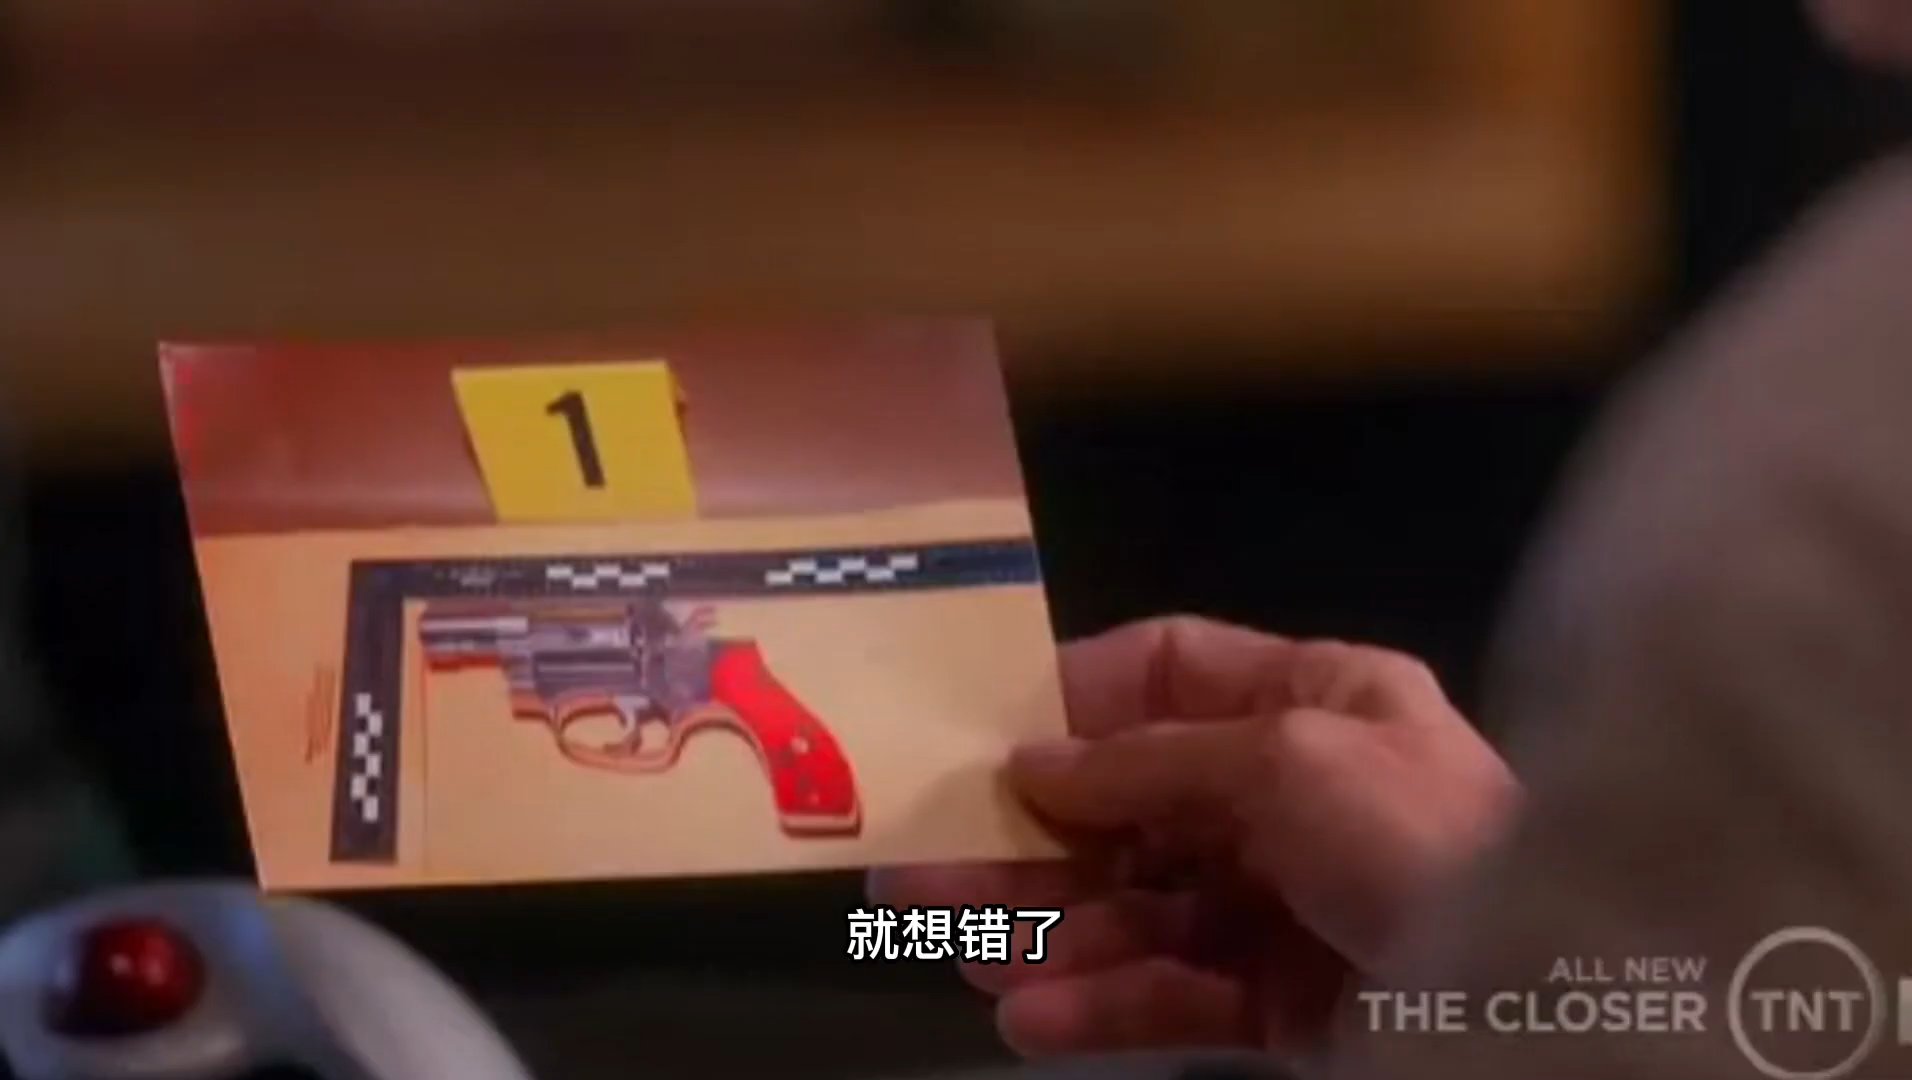 1
就想错了
ALL NEW
THE CLOSER
TNT